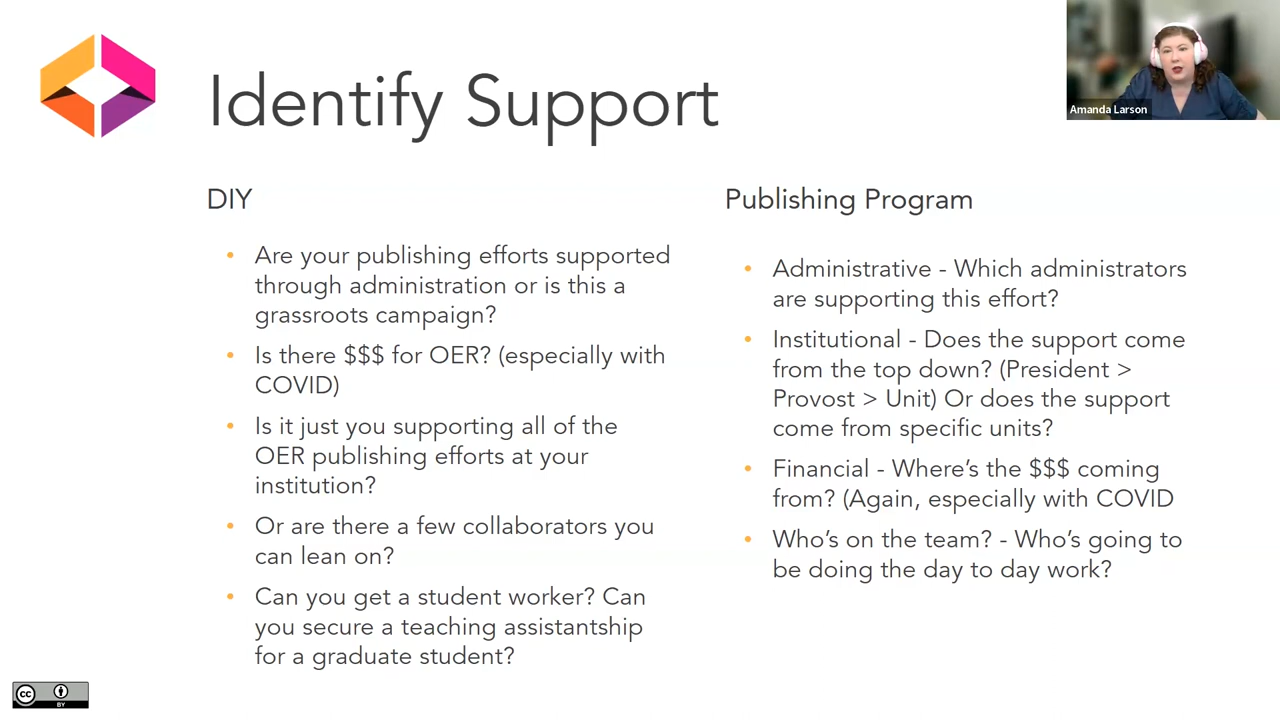 Identify Support
Amanda Larson
DIY
• Are your publishing efforts supported
through administration or is this a
grassroots campaign?
• Is there $$$ for OER? (especially with
COVID)
• Is it just you supporting all of the
OER publishing efforts at your
institution?
• Or are there a few collaborators you
can lean on?
• Can you get a student worker? Can
you secure a teaching assistantship
for a graduate student?
Publishing Program
• Administrative - Which administrators
are supporting this effort?
• Institutional - Does the support come
from the top down? (President >
Provost > Unit) Or does the support
come from specific units?
• Financial - Where’s the $$$ coming
from? (Again, especially with COVID
• Who’s on the team? - Who’s going to
be doing the day to day work?
cc
BY